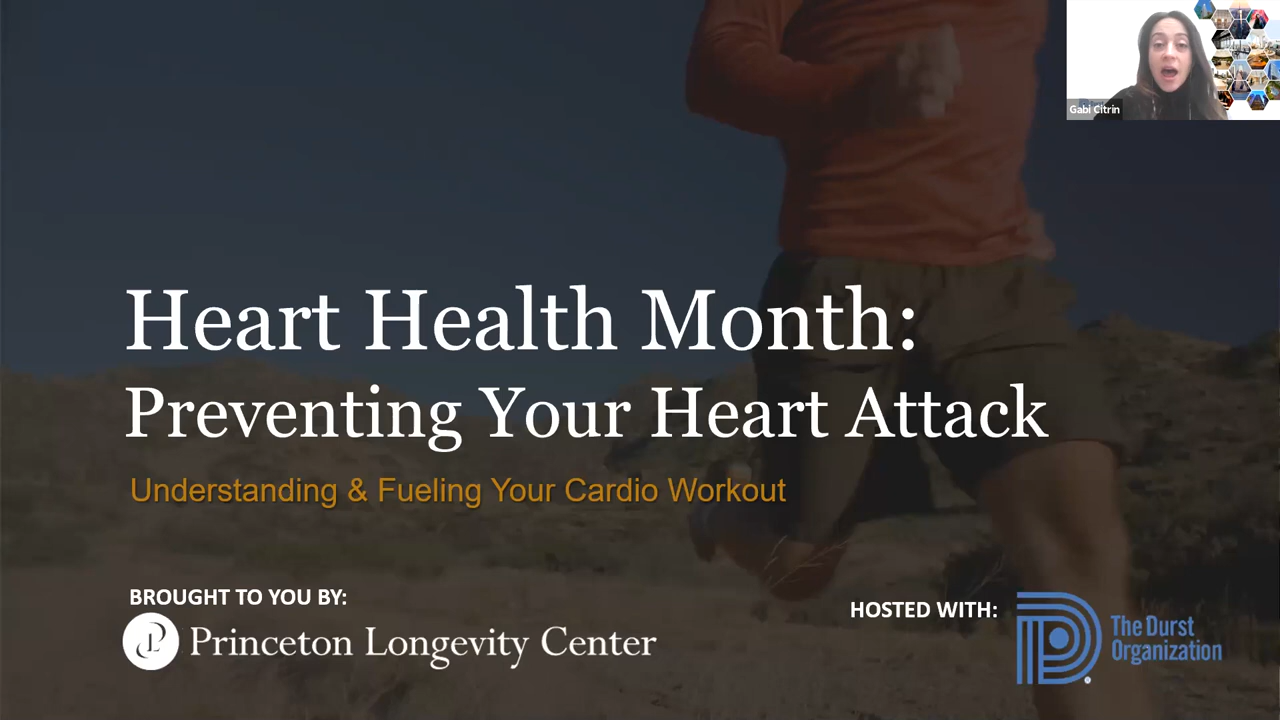 Gabi Citrin
Heart Health Month:
Preventing Your Heart Attack
Understanding & Fueling Your Cardio Workout
BROUGHT TO YOU BY:
Princeton Longevity Center
HOSTED WITH:
The Durst
Organization